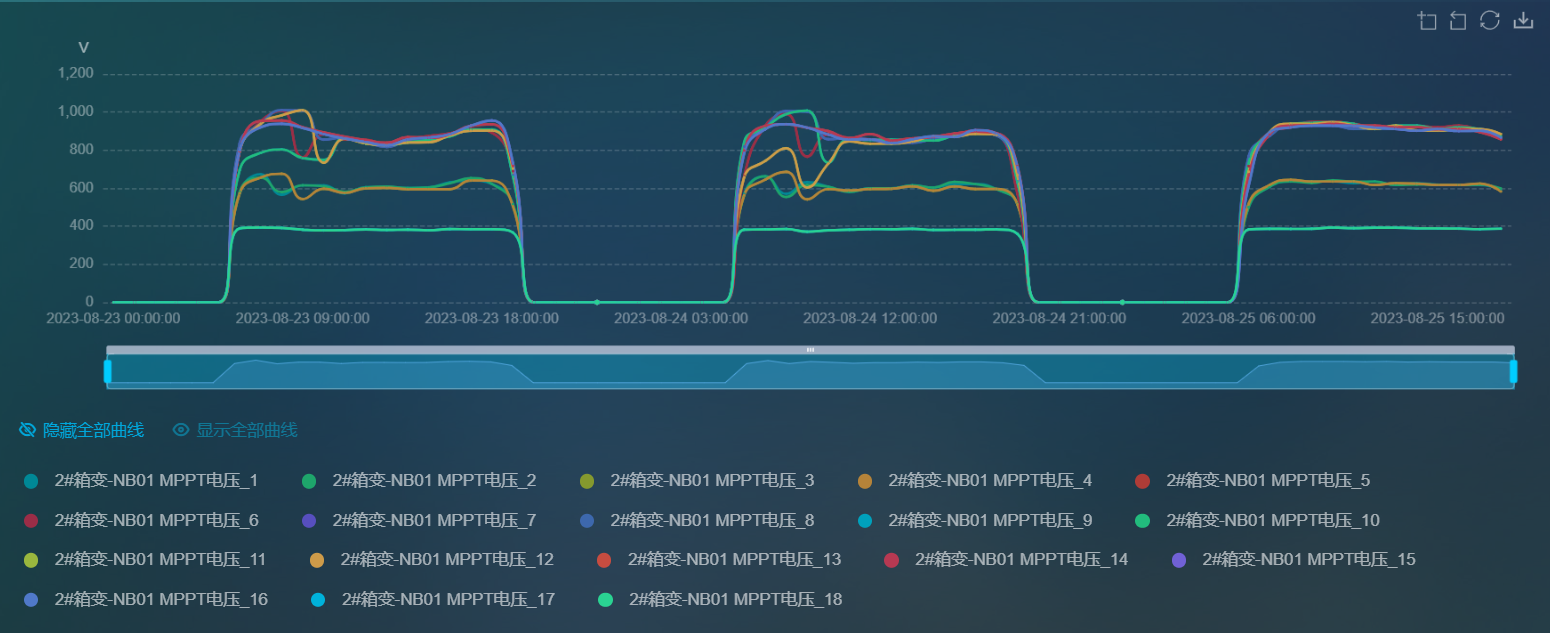 V
1,200
1,000
800
600
400
200
0
2023-08-23 00:00:00 2023-08-23 09:00:00 2023-08-23 18:00:00 2023-08-24 03:00:00 2023-08-24 12:00:00 2023-08-24 21:00:00 2023-08-25 06:00:00 2023-08-25 15:00:00
隐藏全部曲线 显示全部曲线
2#箱变-NB01 MPPT电压_1 2#箱变-NB01 MPPT电压_2 2#箱变-NB01 MPPT电压_3 2#箱变-NB01 MPPT电压_4 2#箱变-NB01 MPPT电压_5
2#箱变-NB01 MPPT电压_6 2#箱变-NB01 MPPT电压_7 2#箱变-NB01 MPPT电压_8 2#箱变-NB01 MPPT电压_9 2#箱变-NB01 MPPT电压_10
2#箱变-NB01 MPPT电压_11 2#箱变-NB01 MPPT电压_12 2#箱变-NB01 MPPT电压_13 2#箱变-NB01 MPPT电压_14 2#箱变-NB01 MPPT电压_15
2#箱变-NB01 MPPT电压_16 2#箱变-NB01 MPPT电压_17 2#箱变-NB01 MPPT电压_18